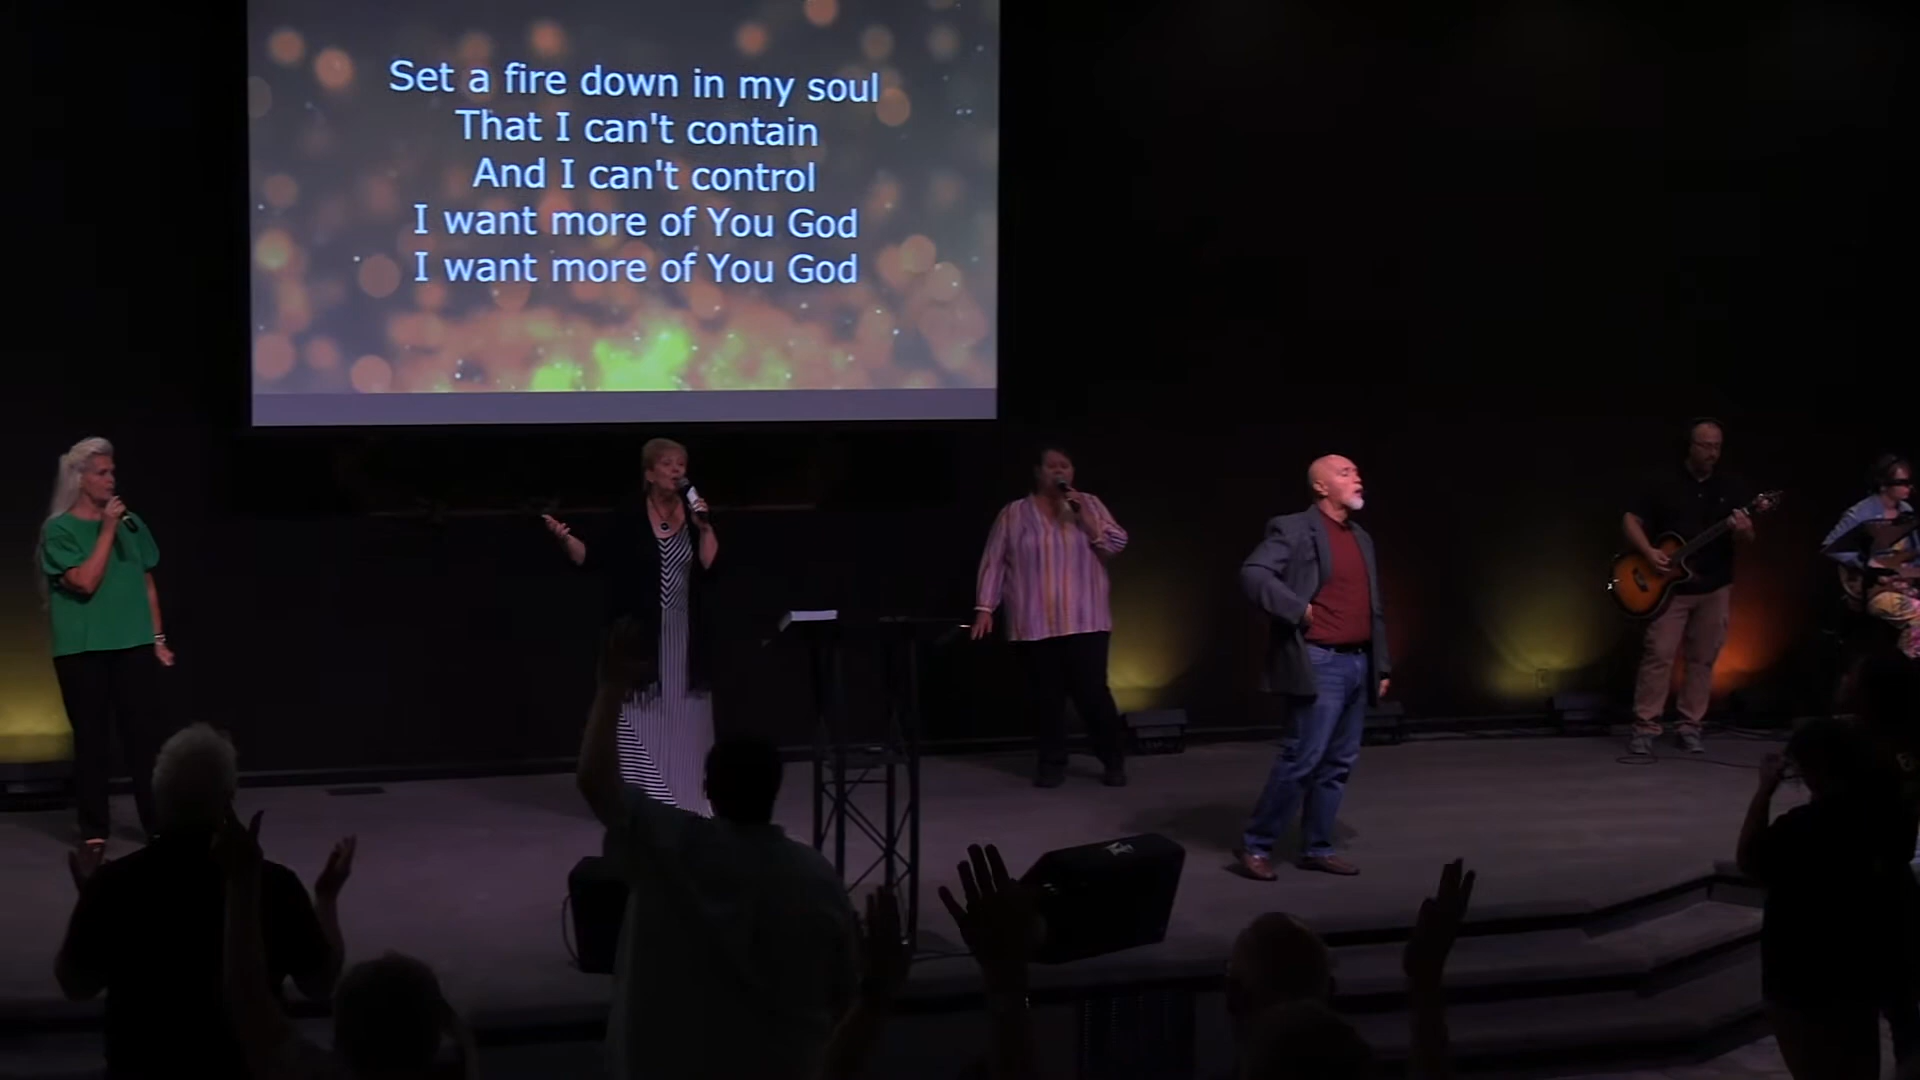 Set a fire down in my soul
That I can't contain
And I can't control
I want more of You God
I want more of You God